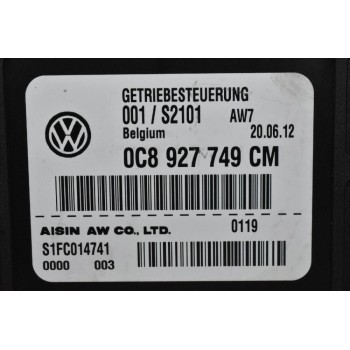 GETRIEBESTEUERUNG
001 / S2101 AW7
Belgium 20.06.12
0C8 927 749 CM
AISIN AW CO., LTD. 0119
S1FC014741
0000 003